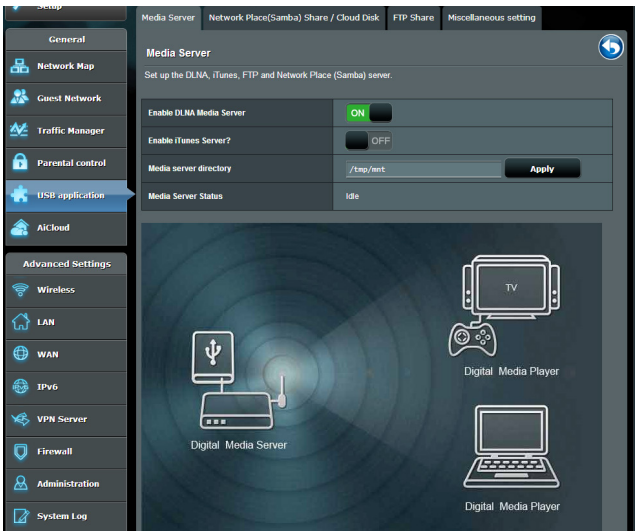 Setup
General
Network Map
Guest Network
Traffic Manager
Parental control
USB application
AiCloud
Advanced Settings
Wireless
LAN
WAN
IPv6
VPN Server
Firewall
Administration
System Log
Media Server
Network Place(Samba) Share / Cloud Disk
FTP Share
Miscellaneous setting
Media Server
Set up the DLNA, iTunes, FTP and Network Place (Samba) server.
Enable DLNA Media Server
ON
Enable iTunes Server?
OFF
Media server directory
/tmp/mnt
Apply
Media Server Status
Idle
TV
Digital Media Player
Digital Media Server
Digital Media Player